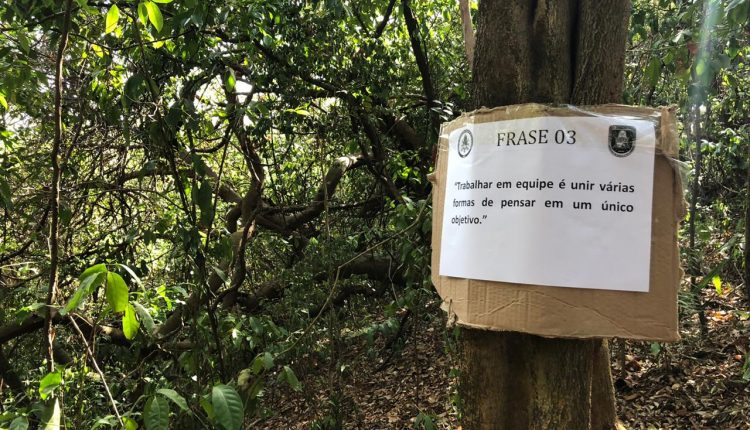 FRASE 03
“Trabalhar em equipe é unir várias
formas de pensar em um único
objetivo.”